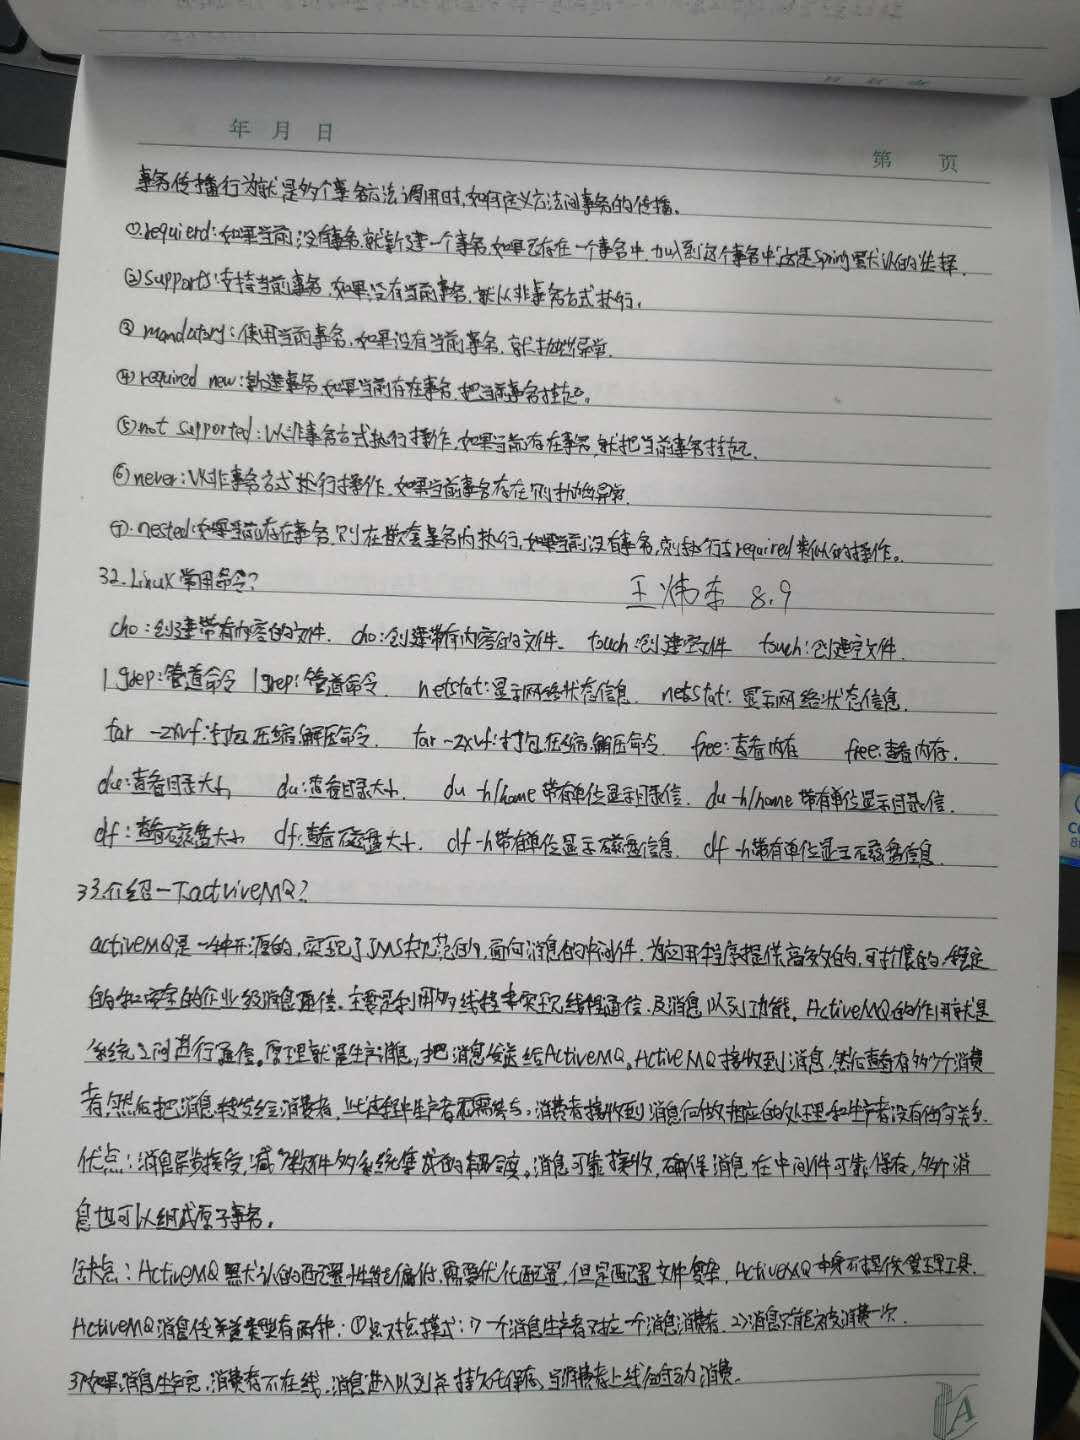 年 月 日
第 页
事务传播行为就是多个事务方法调用时,如何定义方法间事务的传播。
①requierd:如果当前没有事务,就新建一个事务,如果已存在一个事务中,加入到这个事务中,这是Spring默认的选择.
②supports:支持当前事务,如果没有当前事务,就以非事务方式执行。
③mandatory:使用当前事务,如果没有当前事务,就抛出异常.
④required new:新建事务,如果当前存在事务,把当前事务挂起。
⑤not supported:以非事务方式执行操作,如果当前存在事务,就把当前事务挂起.
⑥never:以非事务方式执行操作,如果当前事务存在则抛出异常.
⑦.nested:如果当前存在事务,则在嵌套事务内执行,如果当前没有事务,则执行与required类似的操作。
32.Linux常用命令? 王炜东 8.9
cho:创建带有内容的文件. cho:创建带有内容的文件. touch:创建空文件 touch:创建空文件.
| grep:管道命令 | grep:管道命令. netstat:显示网络状态信息. netstat:显示网络状态信息.
tar -zxvf:打包压缩,解压命令. tar -zxvf:打包压缩,解压命令. free:查看内存 free:查看内存.
du:查看目录大小 du:查看目录大小. du -h/home 带有单位显示目录信. du -h/home 带有单位显示目录信.
df:查看磁盘大小 df:查看磁盘大小. df -h带有单位显示磁盘信息. df -h带有单位显示磁盘信息.
33.介绍一下activeMQ?
activeMQ是一种开源的,实现了JMS规范的,面向消息的中间件.为应用程序提供高效的,可扩展的,稳定
的和安全的企业级消息通信.主要是利用多线程来实现线程通信.及消息队列功能。ActiveMQ的作用就是
系统之间进行通信。原理就是生产消息,把消息发送给ActiveMQ,ActiveMQ接收到消息,然后查看有多少个消费
者,然后把消息转发给消费者,此过程中生产者不需参与,消费者接收到消息后做相应的处理和生产者没有任何关系.
优点:消息异步接受,减少软件多系统集成的耦合度。消息可靠接收,确保消息在中间件可靠保存,多个消
息也可以组成原子事务。
缺点:ActiveMQ默认的配置性能偏低,需要优化配置,但是配置文件复杂,ActiveMQ本身不提供管理工具.
ActiveMQ消息传送类型有两种:①点对点模式:1)一个消息生产者对应一个消息消费者.2)消息只能被消费一次.
3)如果消息生产完,消费者不在线,消息进入队列并持久化保存,当消费者上线后自动消费.